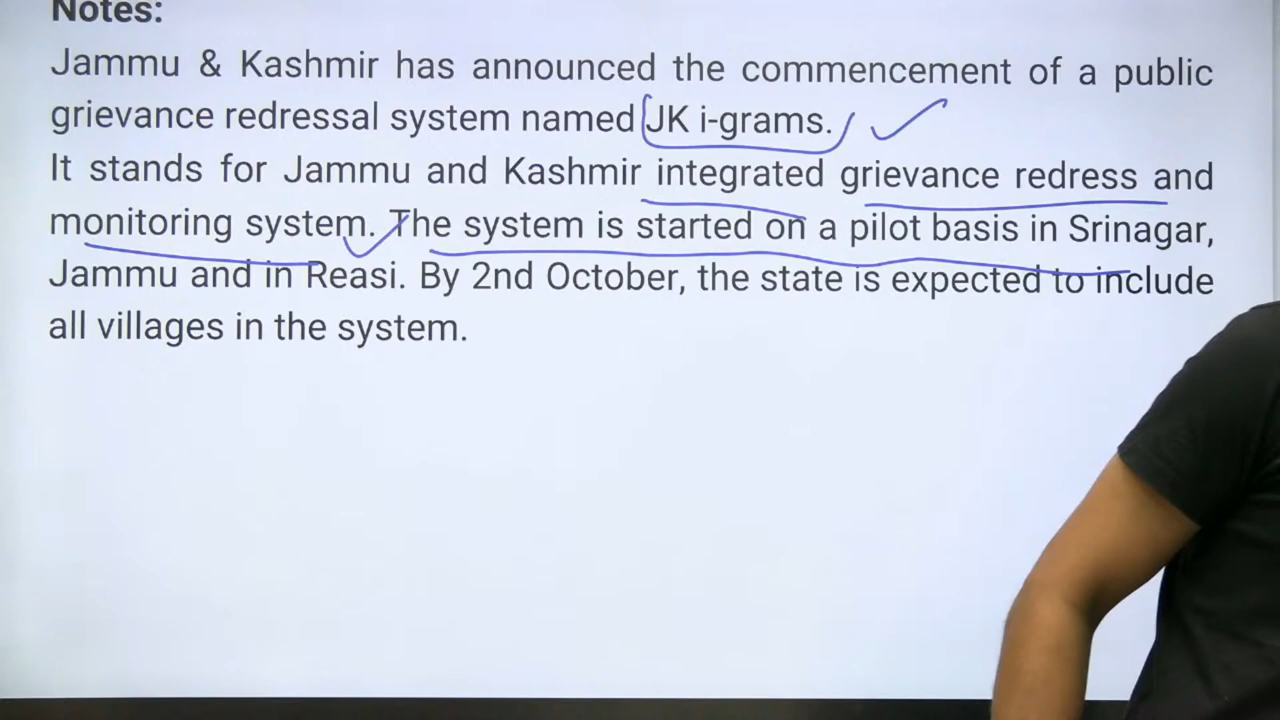 Notes:
Jammu & Kashmir has announced the commencement of a public
grievance redressal system named JK i-grams.
It stands for Jammu and Kashmir integrated grievance redress and
monitoring system. The system is started on a pilot basis in Srinagar,
Jammu and in Reasi. By 2nd October, the state is expected to include
all villages in the system.